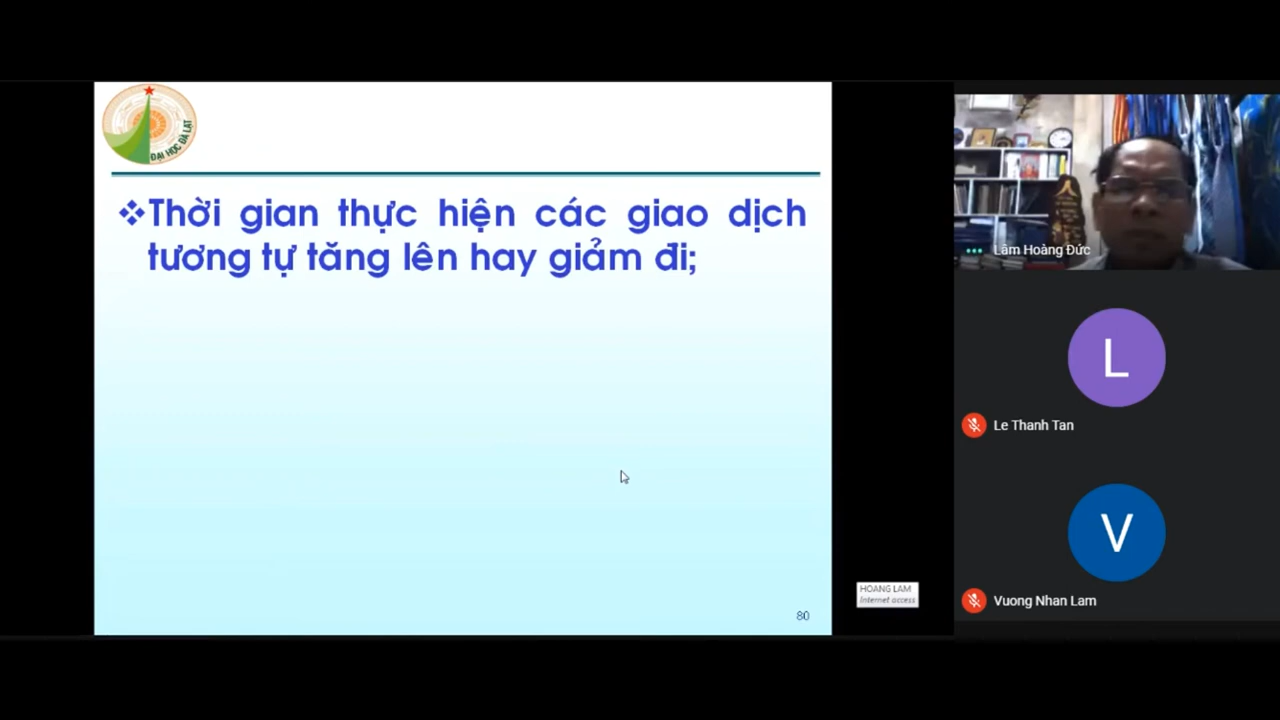 ĐẠI HỌC ĐÀ LẠT
❖Thời gian thực hiện các giao dịch
tương tự tăng lên hay giảm đi;
80
HOANG LAM
Internet access
Lâm Hoàng Đức
L
Le Thanh Tan
V
Vuong Nhan Lam